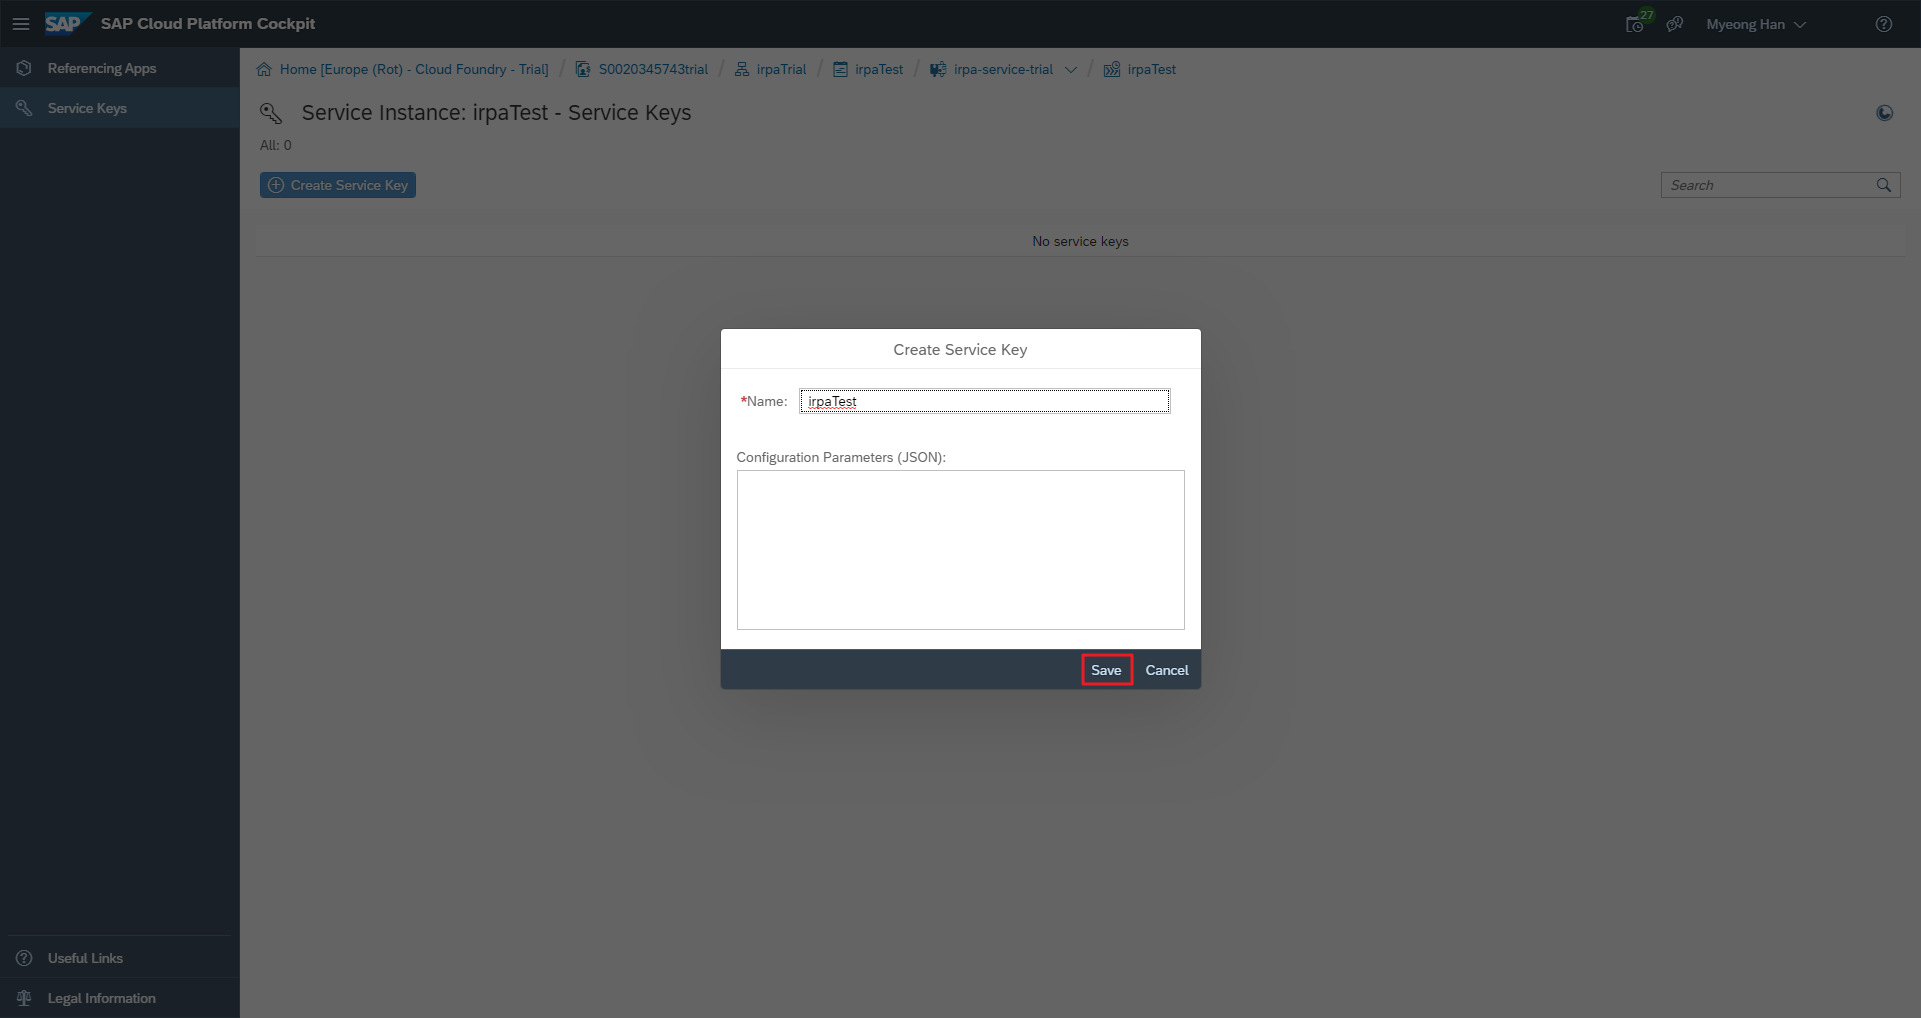 SAP SAP Cloud Platform Cockpit 27 Myeong Han
Referencing Apps
Service Keys
Home [Europe (Rot) - Cloud Foundry - Trial] / S0020345743trial / irpaTrial / irpaTest / irpa-service-trial / irpaTest
Service Instance: irpaTest - Service Keys
All: 0
Create Service Key
Search
No service keys
Create Service Key
*Name: irpaTest
Configuration Parameters (JSON):
Save Cancel
Useful Links
Legal Information